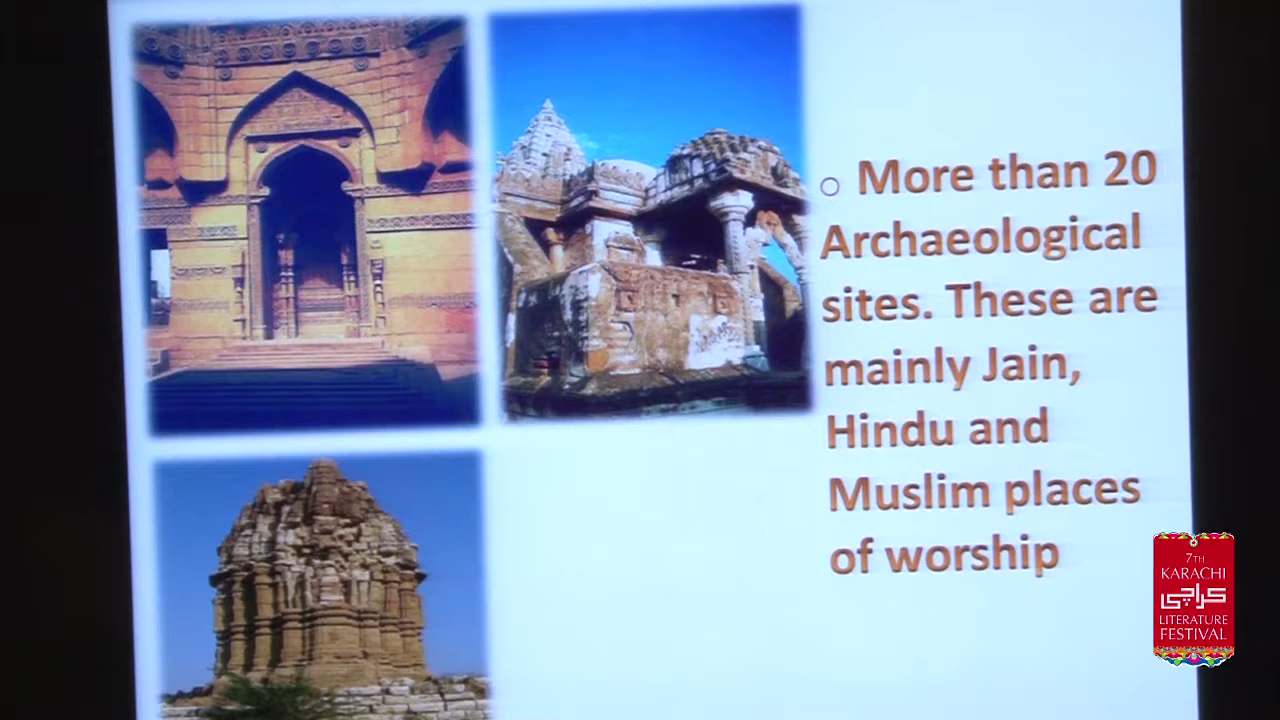 ○ More than 20
Archaeological
sites. These are
mainly Jain,
Hindu and
Muslim places
of worship
7TH
KARACHI
کراچی
LITERATURE
FESTIVAL